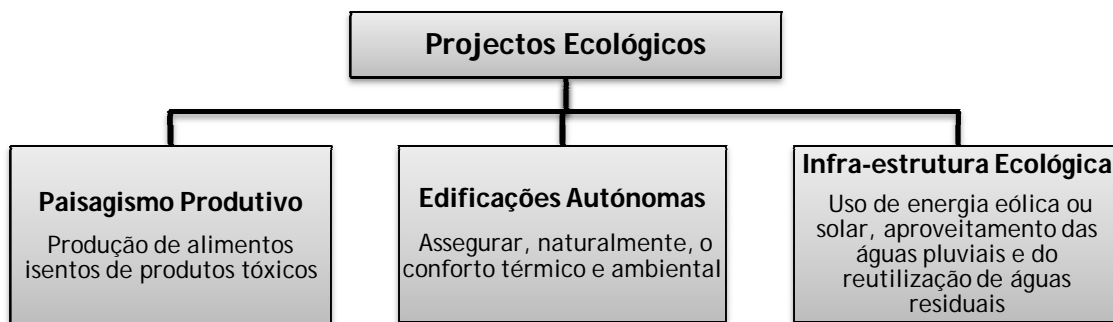 Projectos Ecológicos
Paisagismo Produtivo
Produção de alimentos
isentos de produtos tóxicos
Edificações Autónomas
Assegurar, naturalmente, o
conforto térmico e ambiental
Infra-estrutura Ecológica
Uso de energia eólica ou
solar, aproveitamento das
águas pluviais e do
reutilização de águas
residuais